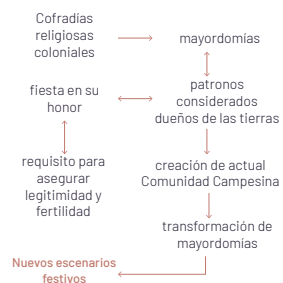 Cofradías
religiosas
coloniales
mayordomías
fiesta en su
honor
patronos
considerados
dueños de las tierras
requisito para
asegurar
legitimidad y
fertilidad
creación de actual
Comunidad Campesina
transformación de
mayordomías
Nuevos escenarios
festivos